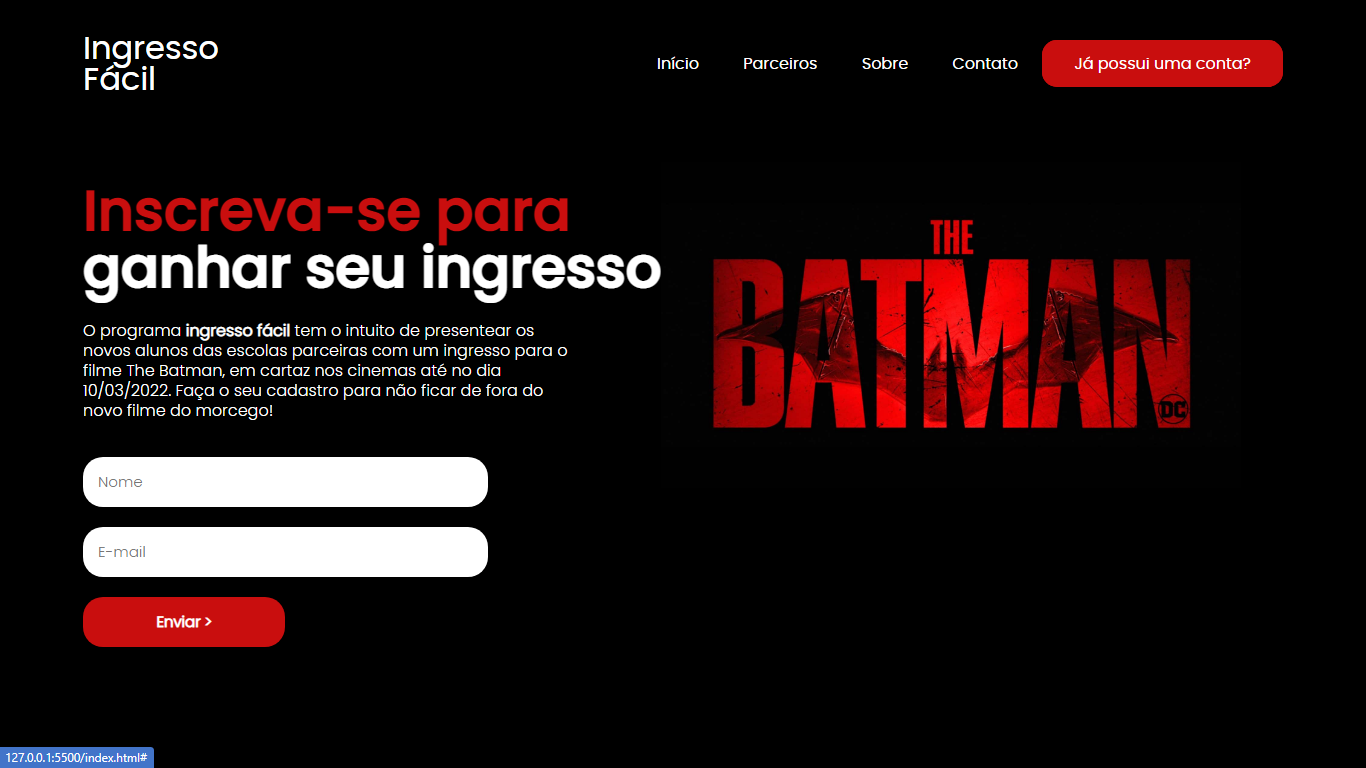 Ingresso
Fácil
Início
Parceiros
Sobre
Contato
Já possui uma conta?
Inscreva-se para
ganhar seu ingresso
O programa ingresso fácil tem o intuito de presentear os
novos alunos das escolas parceiras com um ingresso para o
filme The Batman, em cartaz nos cinemas até no dia
10/03/2022. Faça o seu cadastro para não ficar de fora do
novo filme do morcego!
THE
BATMAN
DC
Nome
E-mail
Enviar >
127.0.0.1:5500/index.html#